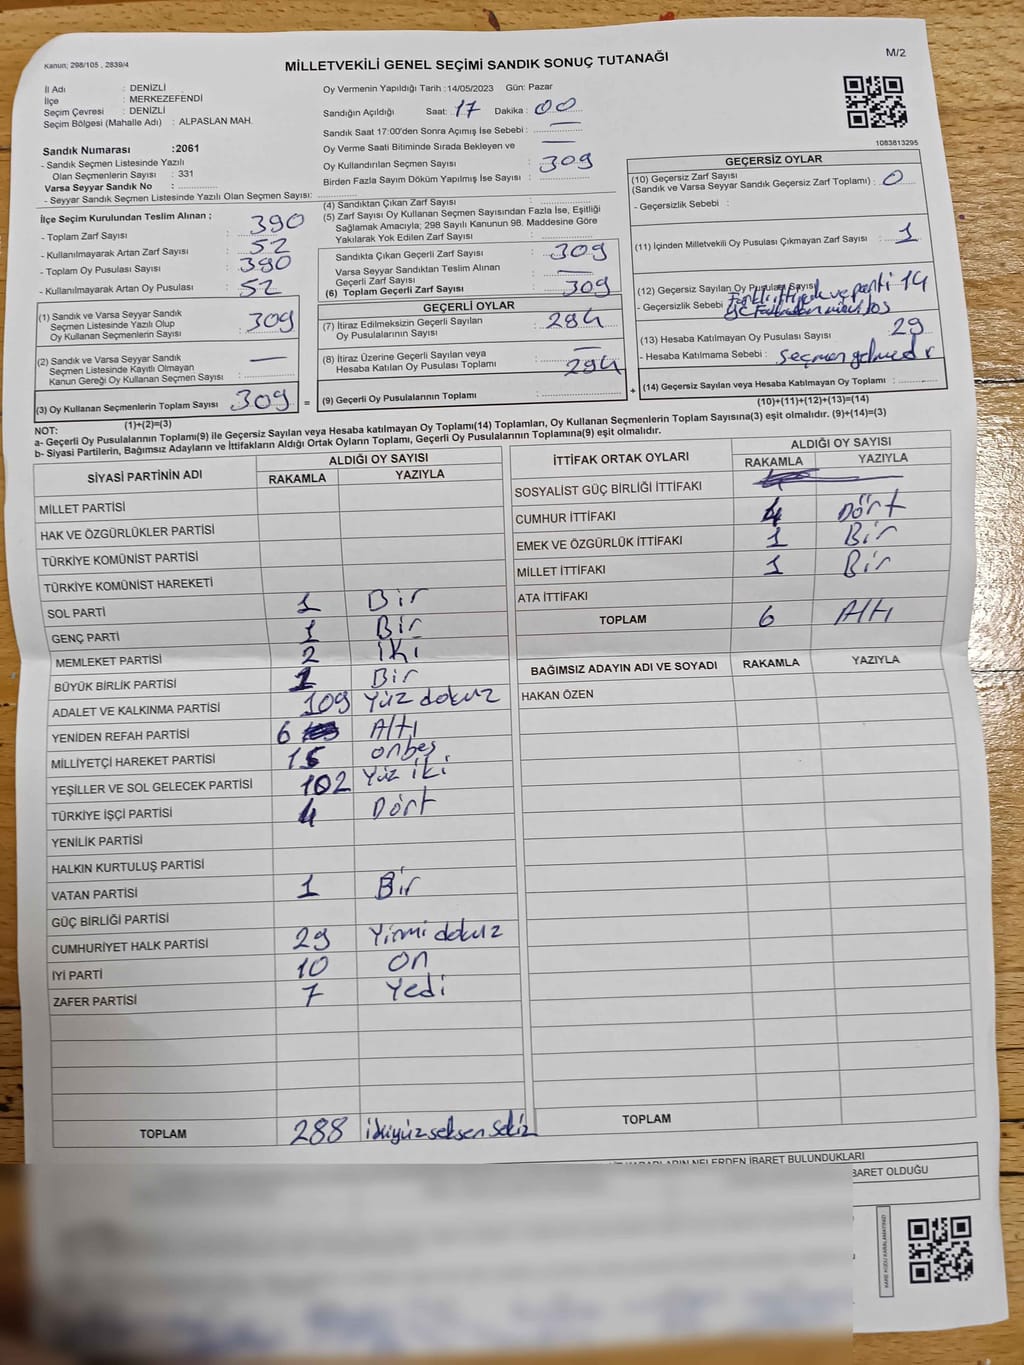 Kanun; 298/105 , 2839/4
MİLLETVEKİLİ GENEL SEÇİMİ SANDIK SONUÇ TUTANAĞI
M/2
İl Adı : DENİZLİ
İlçe : MERKEZEFENDİ
Seçim Çevresi : DENİZLİ
Seçim Bölgesi (Mahalle Adı) : ALPASLAN MAH.
Sandık Numarası :2061
- Sandık Seçmen Listesinde Yazılı
Olan Seçmenlerin Sayısı : 331
Varsa Seyyar Sandık No :
- Seyyar Sandık Seçmen Listesinde Yazılı Olan Seçmen Sayısı:
Oy Vermenin Yapıldığı Tarih :14/05/2023 Gün: Pazar
Sandığın Açıldığı Saat: 17 Dakika : 00
Sandık Saat 17:00'den Sonra Açımış İse Sebebi : —
Oy Verme Saati Bitiminde Sırada Bekleyen ve
Oy Kullandırılan Seçmen Sayısı : 309
Birden Fazla Sayım Döküm Yapılmış İse Sayısı :
1083813295
İlçe Seçim Kurulundan Teslim Alınan ;
- Toplam Zarf Sayısı : 390
- Kullanılmayarak Artan Zarf Sayısı : 52
- Toplam Oy Pusulası Sayısı : 390
- Kullanılmayarak Artan Oy Pusulası : 52
(1) Sandık ve Varsa Seyyar Sandık
Seçmen Listesinde Yazılı Olup
Oy Kullanan Seçmenlerin Sayısı : 309
(2) Sandık ve Varsa Seyyar Sandık
Seçmen Listesinde Kayıtlı Olmayan
Kanun Gereği Oy Kullanan Seçmen Sayısı : —
(3) Oy Kullanan Seçmenlerin Toplam Sayısı 309
(1)+(2)=(3)
(4) Sandıktan Çıkan Zarf Sayısı :
(5) Zarf Sayısı Oy Kullanan Seçmen Sayısından Fazla İse, Eşitliği
Sağlamak Amacıyla; 298 Sayılı Kanunun 98. Maddesine Göre
Yakılarak Yok Edilen Zarf Sayısı :
Sandıkta Çıkan Geçerli Zarf Sayısı : 309
Varsa Seyyar Sandıktan Teslim Alınan
Geçerli Zarf Sayısı : —
(6) Toplam Geçerli Zarf Sayısı : 309
GEÇERLİ OYLAR
(7) İtiraz Edilmeksizin Geçerli Sayılan
Oy Pusulalarının Sayısı : 294
(8) İtiraz Üzerine Geçerli Sayılan veya
Hesaba Katılan Oy Pusulası Toplamı : —
294
= (9) Geçerli Oy Pusulalarının Toplamı : +
GEÇERSİZ OYLAR
(10) Geçersiz Zarf Sayısı
(Sandık ve Varsa Seyyar Sandık Geçersiz Zarf Toplamı) : 0
- Geçersizlik Sebebi :
(11) İçinden Milletvekili Oy Pusulası Çıkmayan Zarf Sayısı : 1
(12) Geçersiz Sayılan Oy Pusulası Sayısı 14
- Geçersizlik Sebebi Farklı ittifak ve parti
(13) Hesaba Katılmayan Oy Pusulası Sayısı : 29
- Hesaba Katılmama Sebebi : Seçmen gelmedi
(14) Geçersiz Sayılan veya Hesaba Katılmayan Oy Toplamı :
(10)+(11)+(12)+(13)=(14)
NOT:
a- Geçerli Oy Pusulalarının Toplamı(9) ile Geçersiz Sayılan veya Hesaba katılmayan Oy Toplamı(14) Toplamları, Oy Kullanan Seçmenlerin Toplam Sayısına(3) eşit olmalıdır. (9)+(14)=(3)
b- Siyasi Partilerin, Bağımsız Adayların ve İttifakların Aldığı Ortak Oyların Toplamı, Geçerli Oy Pusulalarının Toplamına(9) eşit olmalıdır.
SİYASİ PARTİNİN ADI
ALDIĞI OY SAYISI
RAKAMLA YAZIYLA
MİLLET PARTİSİ
HAK VE ÖZGÜRLÜKLER PARTİSİ
TÜRKİYE KOMÜNİST PARTİSİ
TÜRKİYE KOMÜNİST HAREKETİ
SOL PARTİ 1 Bir
GENÇ PARTİ 1 Bir
MEMLEKET PARTİSİ 2 iki
BÜYÜK BİRLİK PARTİSİ 1 Bir
ADALET VE KALKINMA PARTİSİ 109 Yüz dokuz
YENİDEN REFAH PARTİSİ 6 Altı
MİLLİYETÇİ HAREKET PARTİSİ 15 onbeş
YEŞİLLER VE SOL GELECEK PARTİSİ 102 Yüz iki
TÜRKİYE İŞÇİ PARTİSİ 4 Dört
YENİLİK PARTİSİ
HALKIN KURTULUŞ PARTİSİ
VATAN PARTİSİ 1 Bir
GÜÇ BİRLİĞİ PARTİSİ
CUMHURİYET HALK PARTİSİ 29 Yirmi dokuz
İYİ PARTİ 10 on
ZAFER PARTİSİ 7 Yedi
TOPLAM 288 ikiyüz seksen sekiz
İTTİFAK ORTAK OYLARI
ALDIĞI OY SAYISI
RAKAMLA YAZIYLA
SOSYALİST GÜÇ BİRLİĞİ İTTİFAKI —
CUMHUR İTTİFAKI 4 Dört
EMEK VE ÖZGÜRLÜK İTTİFAKI 1 Bir
MİLLET İTTİFAKI 1 Bir
ATA İTTİFAKI
TOPLAM 6 Altı
BAĞIMSIZ ADAYIN ADI VE SOYADI RAKAMLA YAZIYLA
HAKAN ÖZEN
TOPLAM
NELERDEN İBARET BULUNDUKLARI
BARET OLDUĞU